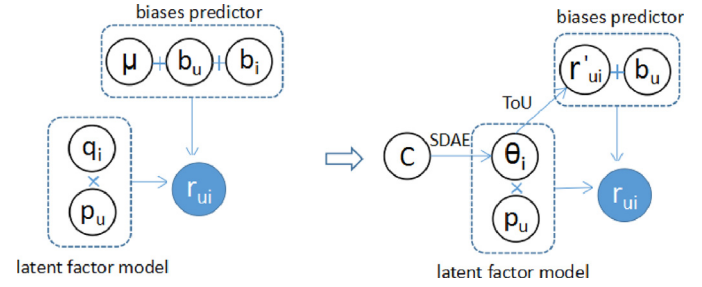 biases predictor
μ + b_u + b_i
q_i
×
p_u
r_ui
latent factor model
biases predictor
r'_ui + b_u
ToU
C
SDAE
θ_i
×
p_u
r_ui
latent factor model